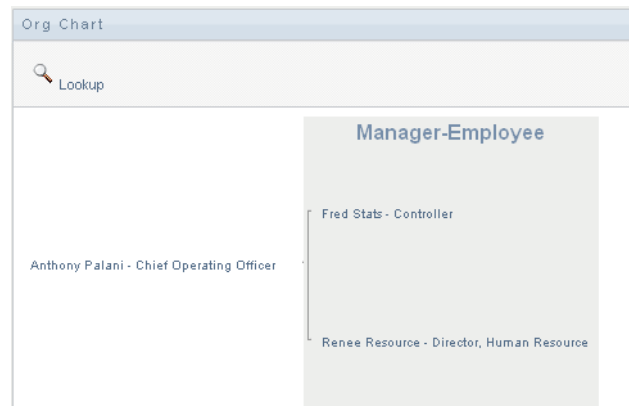 Org Chart
Lookup
Manager-Employee
Fred Stats - Controller
Anthony Palani - Chief Operating Officer
Renee Resource - Director, Human Resource